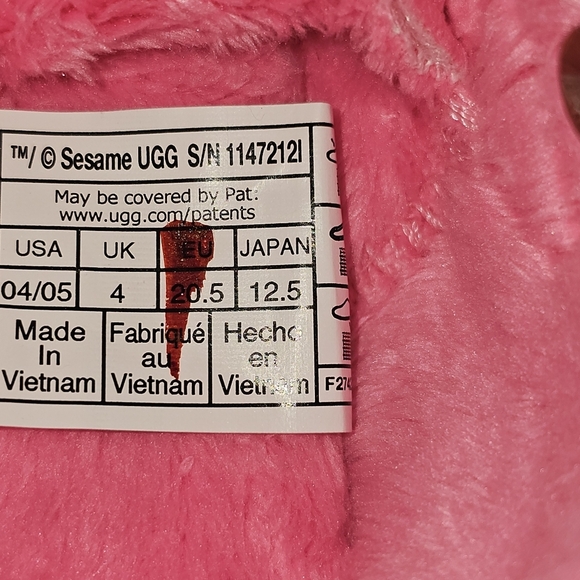 ™/ © Sesame UGG S/N 1147212I
May be covered by Pat:
www.ugg.com/patents
USA UK EU JAPAN
04/05 4 20.5 12.5
Made Fabriqué Hecho
In au en
Vietnam Vietnam Vietnam